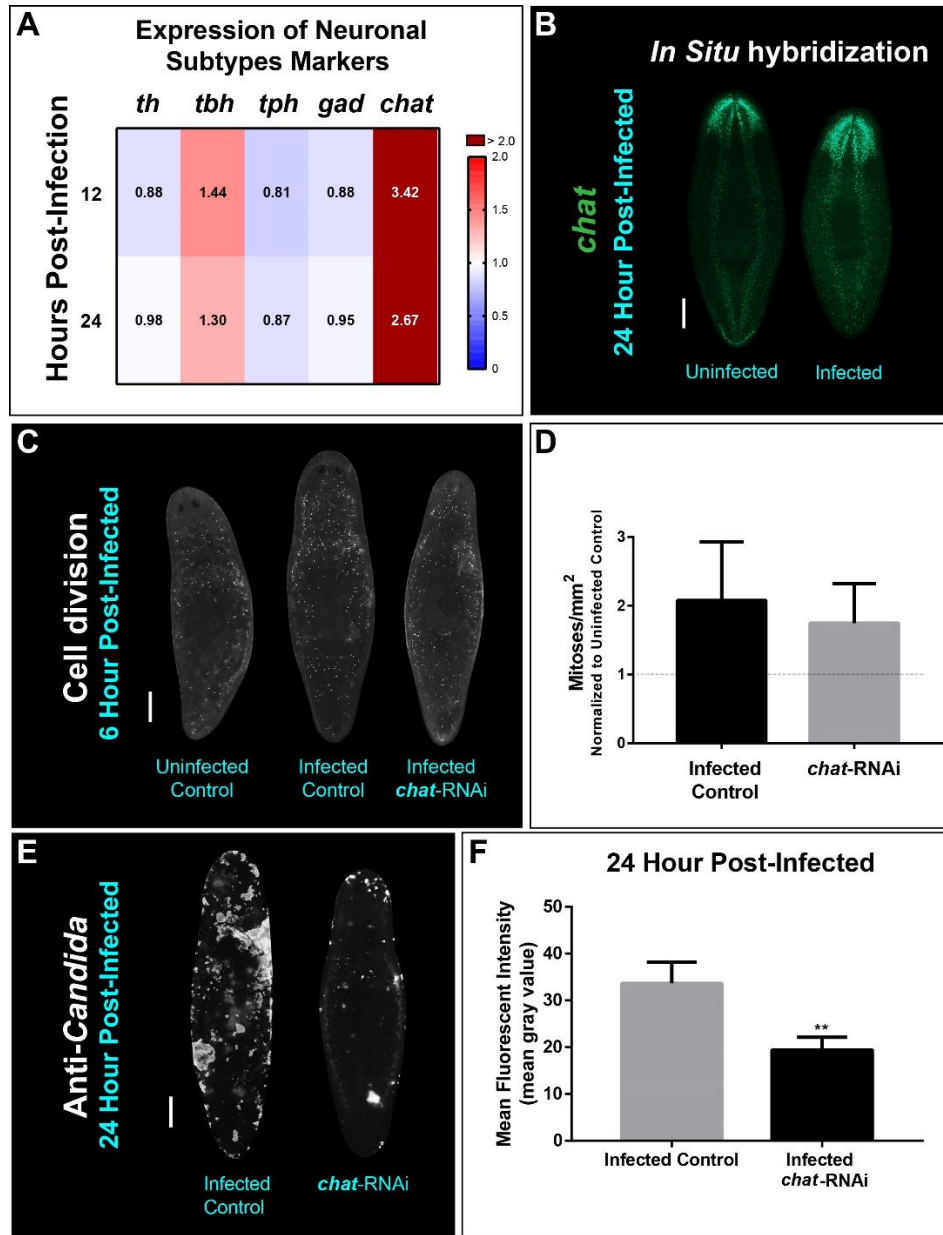 A
Expression of Neuronal
Subtypes Markers
th tbh tph gad chat
Hours Post-Infection
12
0.88 1.44 0.81 0.88 3.42
24
0.98 1.30 0.87 0.95 2.67
> 2.0
2.0
1.5
1.0
0.5
0
B
In Situ hybridization
chat
24 Hour Post-Infected
Uninfected
Infected
C
Cell division
6 Hour Post-Infected
Uninfected
Control
Infected
Control
Infected
chat-RNAi
D
Mitoses/mm²
Normalized to Uninfected Control
3
2
1
0
Infected
Control
chat-RNAi
E
Anti-Candida
24 Hour Post-Infected
Infected
Control
chat-RNAi
F
24 Hour Post-Infected
Mean Fluorescent Intensity
(mean gray value)
50
40
30
20
10
0
**
Infected Control
Infected
chat-RNAi